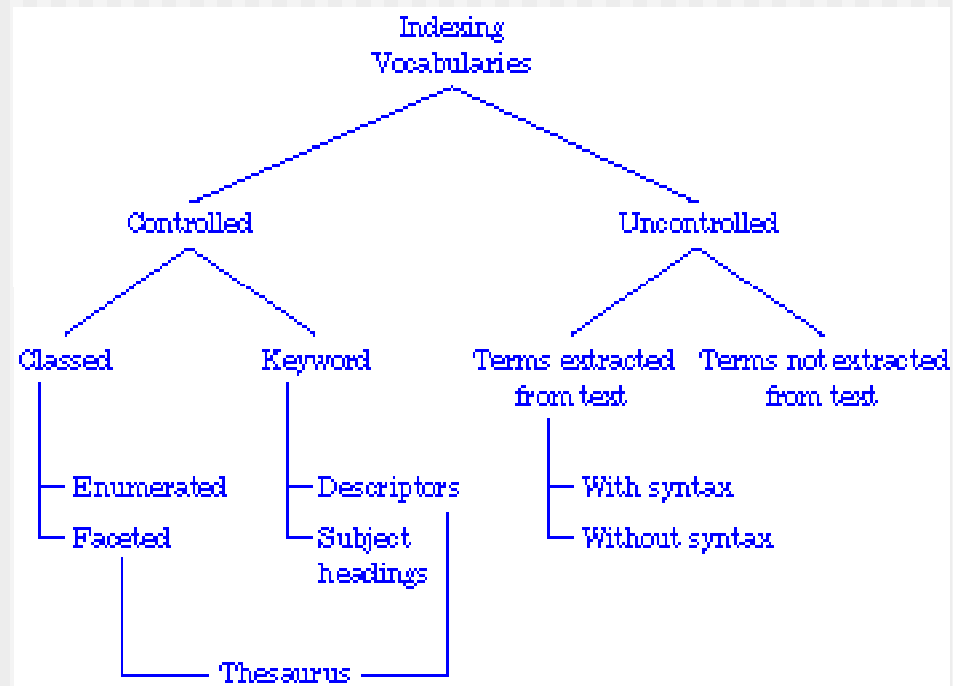 Indexing
Vocabularies
Controlled
Uncontrolled
Classed
Keyword
Terms extracted
from text
Terms not extracted
from text
Enumerated
Faceted
Descriptors
Subject
headings
With syntax
Without syntax
Thesaurus